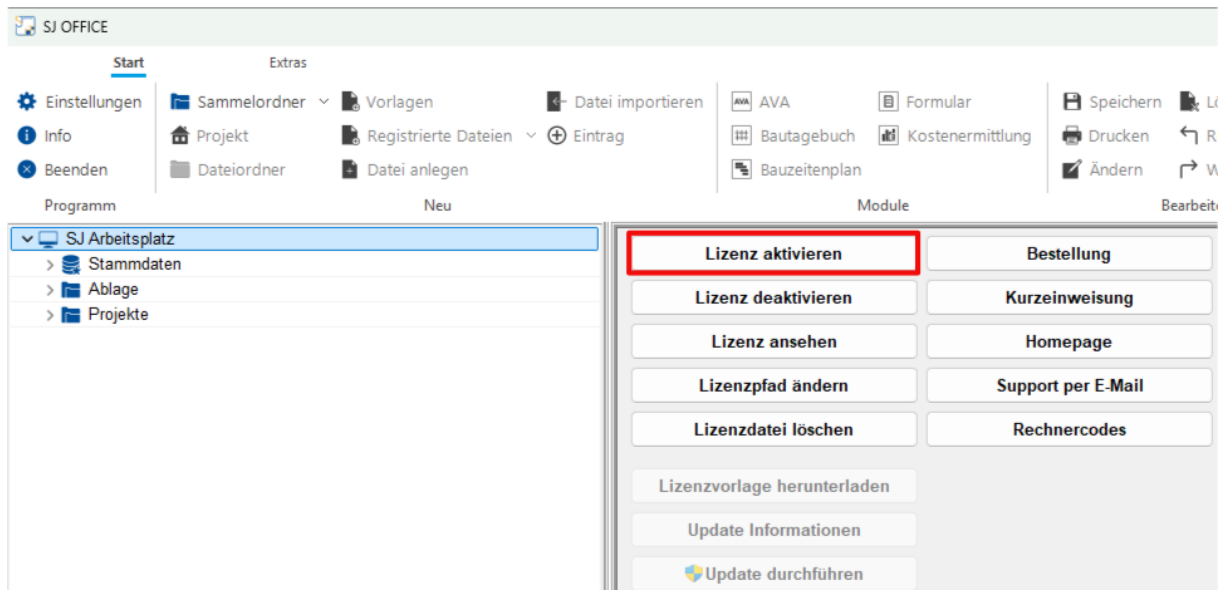 SJ OFFICE
Start Extras
Einstellungen Sammelordner Vorlagen Datei importieren AVA AVA Formular Speichern
Info Projekt Registrierte Dateien Eintrag Bautagebuch Kostenermittlung Drucken
Beenden Dateiordner Datei anlegen Bauzeitenplan Ändern
Programm Neu Module
SJ Arbeitsplatz
Stammdaten
Ablage
Projekte
Lizenz aktivieren Bestellung
Lizenz deaktivieren Kurzeinweisung
Lizenz ansehen Homepage
Lizenzpfad ändern Support per E-Mail
Lizenzdatei löschen Rechnercodes
Lizenzvorlage herunterladen
Update Informationen
Update durchführen